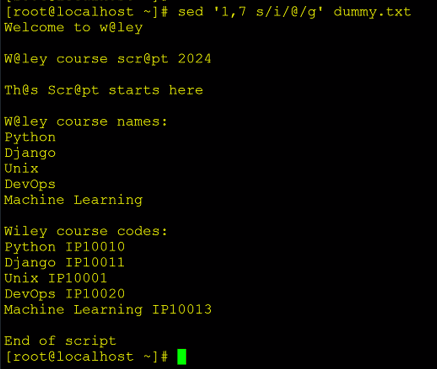 [root@localhost ~]# sed '1,7 s/i/@/g' dummy.txt
Welcome to w@ley
W@ley course scr@pt 2024
Th@s Scr@pt starts here
W@ley course names:
Python
Django
Unix
DevOps
Machine Learning
Wiley course codes:
Python IP10010
Django IP10011
Unix IP10001
DevOps IP10020
Machine Learning IP10013
End of script
[root@localhost ~]#